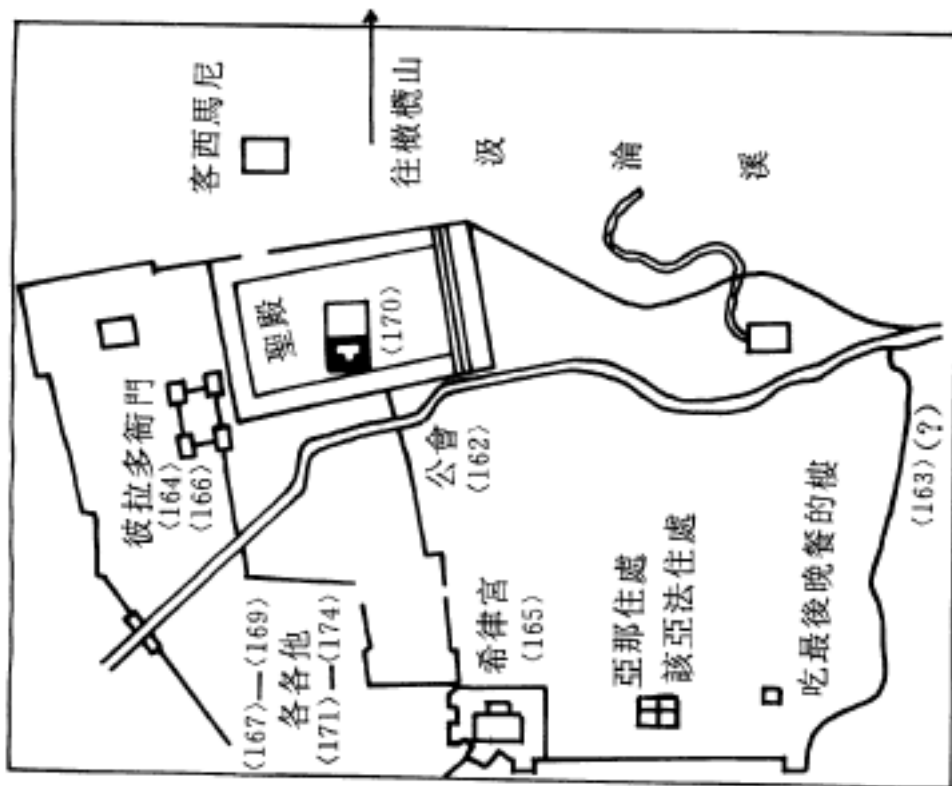 彼拉多衙門
〈164〉
〈166〉
客西馬尼
〈167〉—〈169〉
各各他
〈171〉—〈174〉
聖殿
〈170〉
往橄欖山
公會
〈162〉
汲淪溪
希律宮
〈165〉
亞那住處
該亞法住處
吃最後晚餐的樓
〈163〉(?)